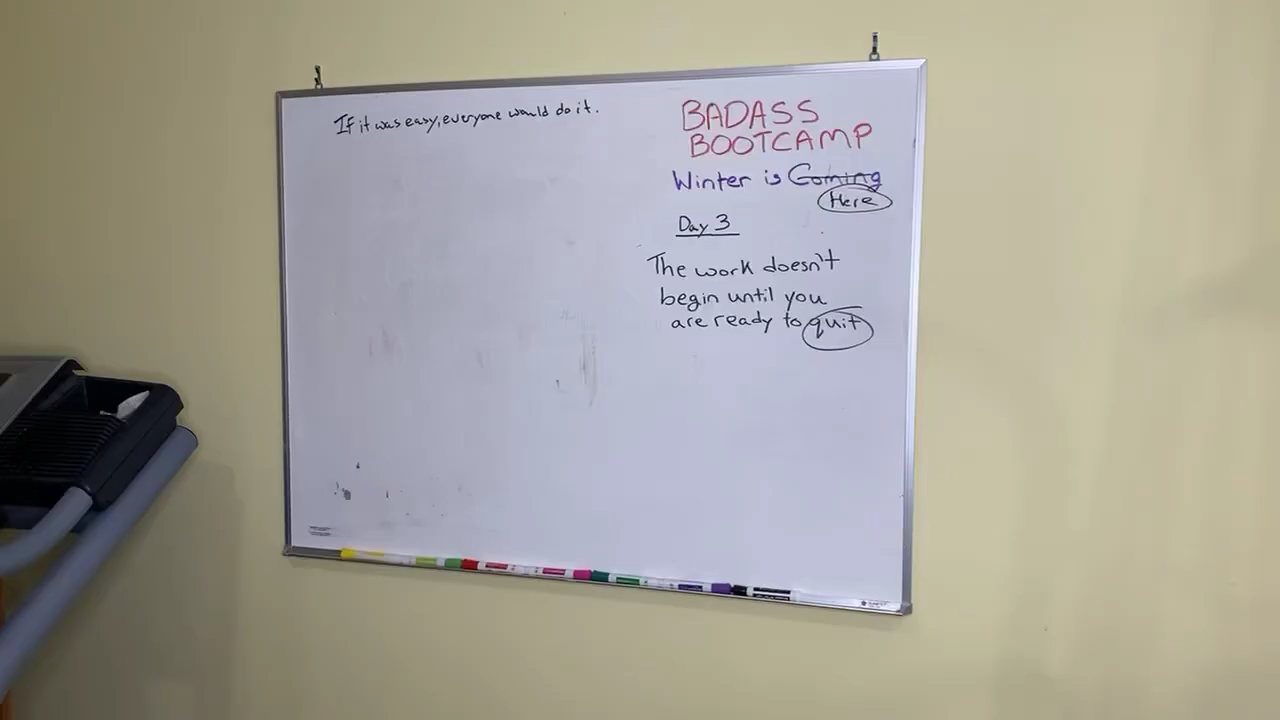 If it was easy, everyone would do it.
BADASS
BOOTCAMP
Winter is Coming
Here
Day 3
The work doesn't
begin until you
are ready to quit